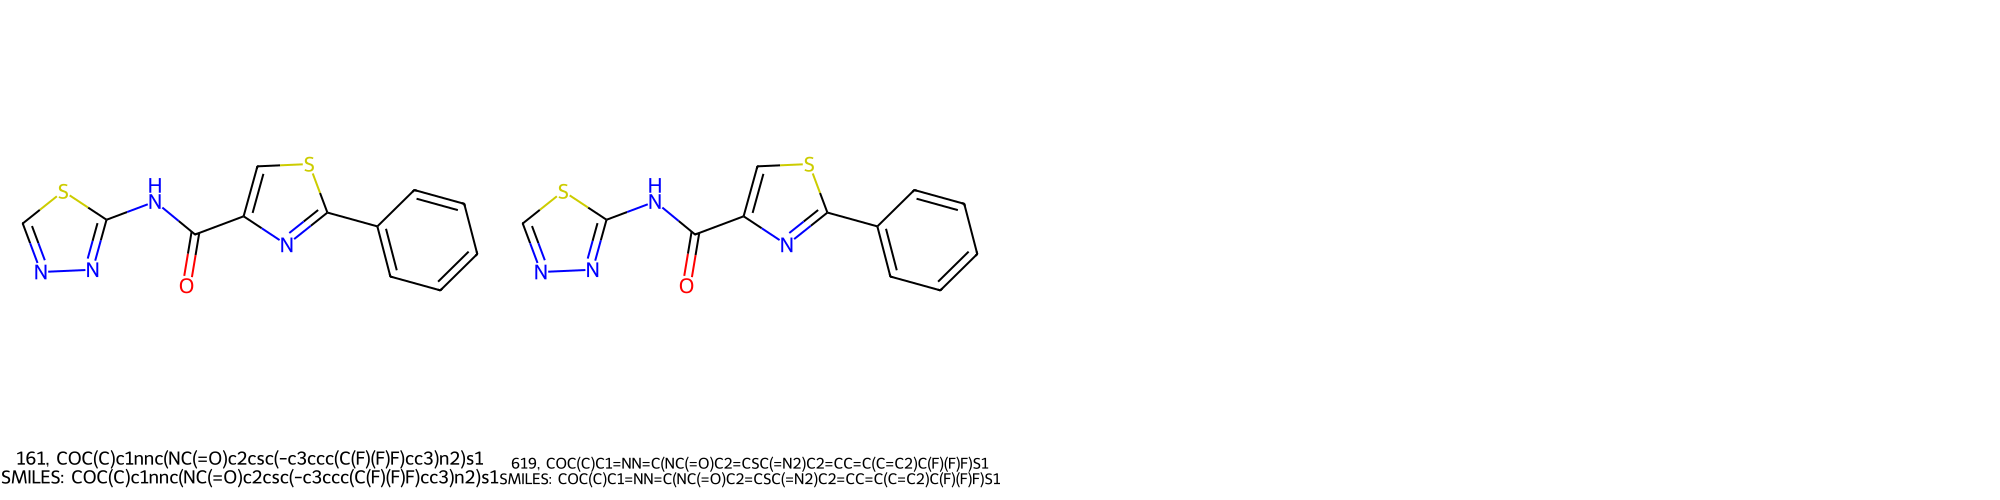 S
N
N
H
N
O
S
N
S
N
N
H
N
O
S
N
161, COC(C)c1nnc(NC(=O)c2csc(-c3ccc(C(F)(F)F)cc3)n2)s1
SMILES: COC(C)c1nnc(NC(=O)c2csc(-c3ccc(C(F)(F)F)cc3)n2)s1
619, COC(C)C1=NN=C(NC(=O)C2=CSC(=N2)C2=CC=C(C=C2)C(F)(F)F)S1
SMILES: COC(C)C1=NN=C(NC(=O)C2=CSC(=N2)C2=CC=C(C=C2)C(F)(F)F)S1